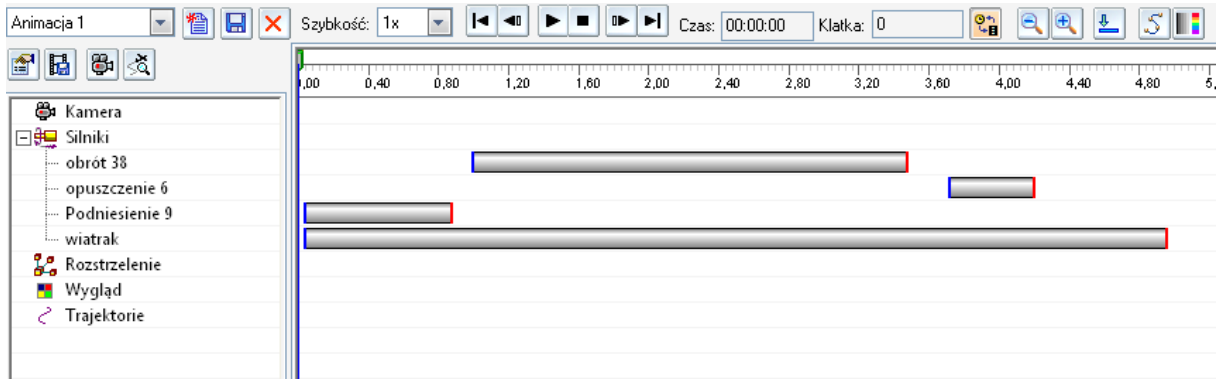 Animacja 1 Szybkość: 1x Czas: 00:00:00 Klatka: 0
,00 0,40 0,80 1,20 1,60 2,00 2,40 2,80 3,20 3,60 4,00 4,40 4,80 5,
Kamera
Silniki
obrót 38
opuszczenie 6
Podniesienie 9
wiatrak
Rozstrzelenie
Wygląd
Trajektorie